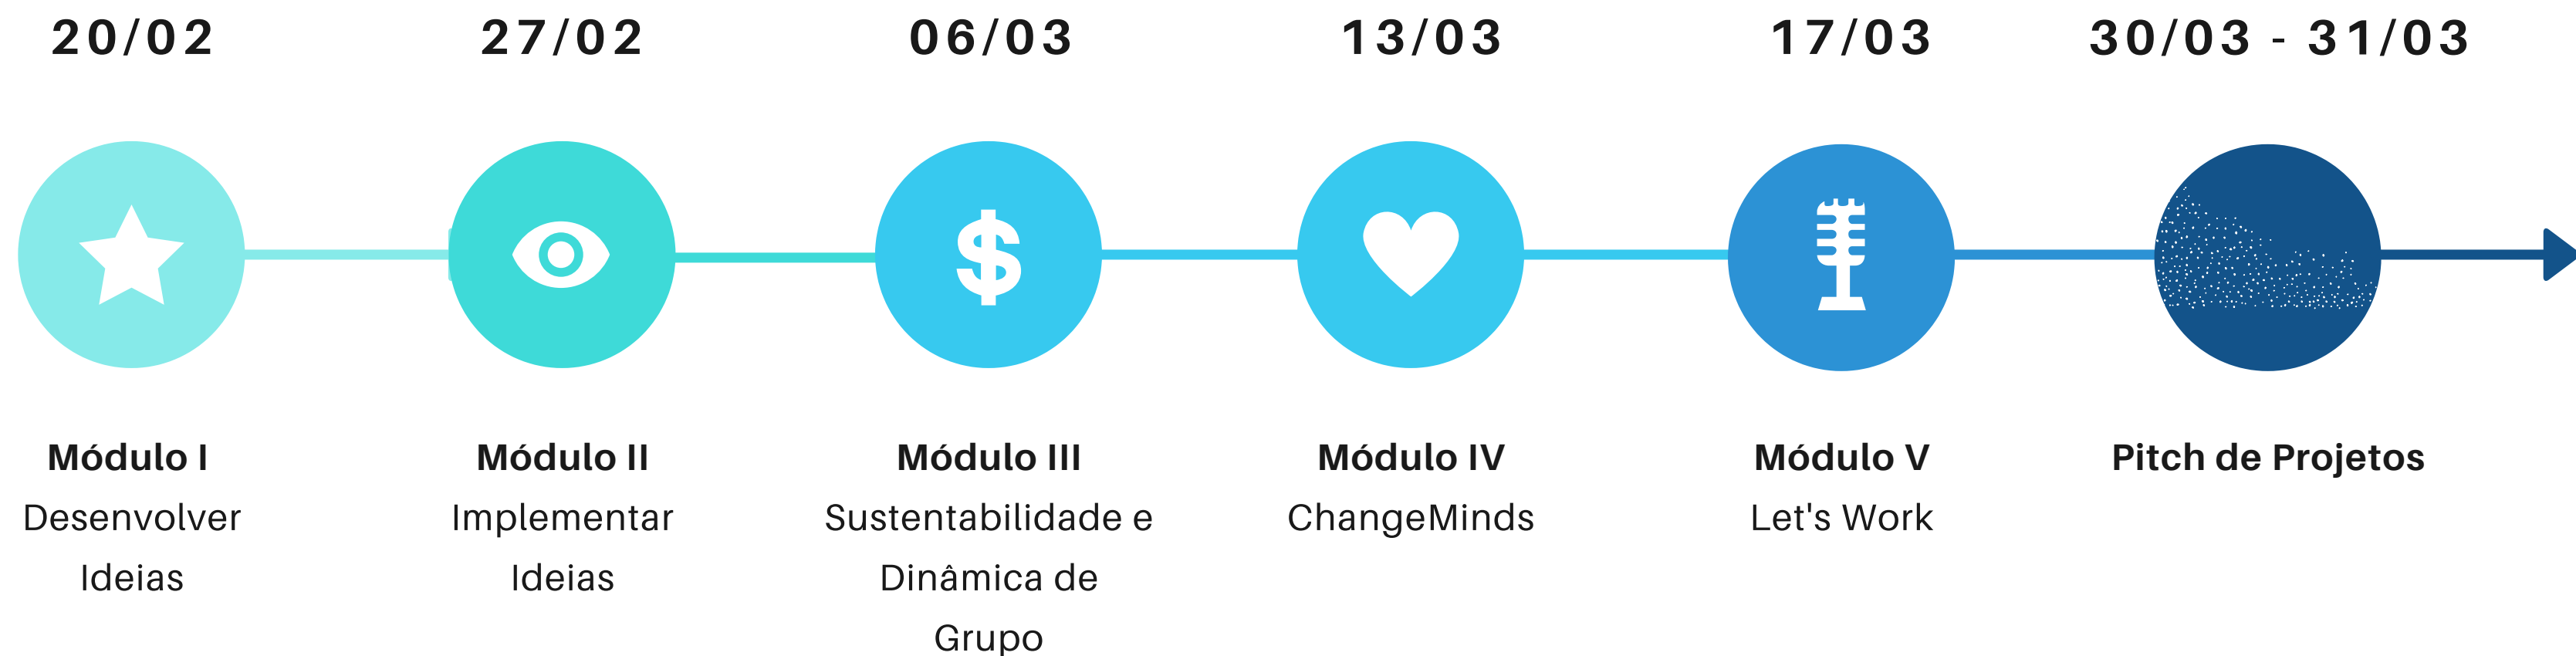 20/02
27/02
06/03
13/03
17/03
30/03 - 31/03
Módulo I
Desenvolver
Ideias
Módulo II
Implementar
Ideias
Módulo III
Sustentabilidade e
Dinâmica de
Grupo
Módulo IV
ChangeMinds
Módulo V
Let's Work
Pitch de Projetos